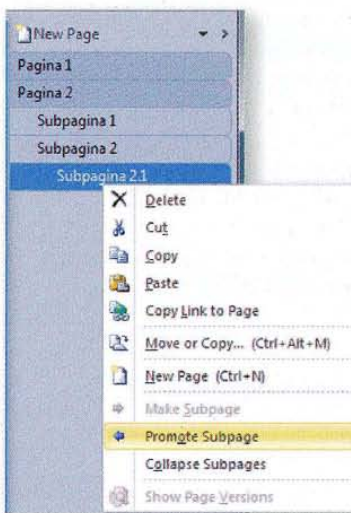 New Page
Pagina 1
Pagina 2
Subpagina 1
Subpagina 2
Subpagina 2.1
Delete
Cut
Copy
Paste
Copy Link to Page
Move or Copy... (Ctrl+Alt+M)
New Page (Ctrl+N)
Make Subpage
Promote Subpage
Collapse Subpages
Show Page Versions